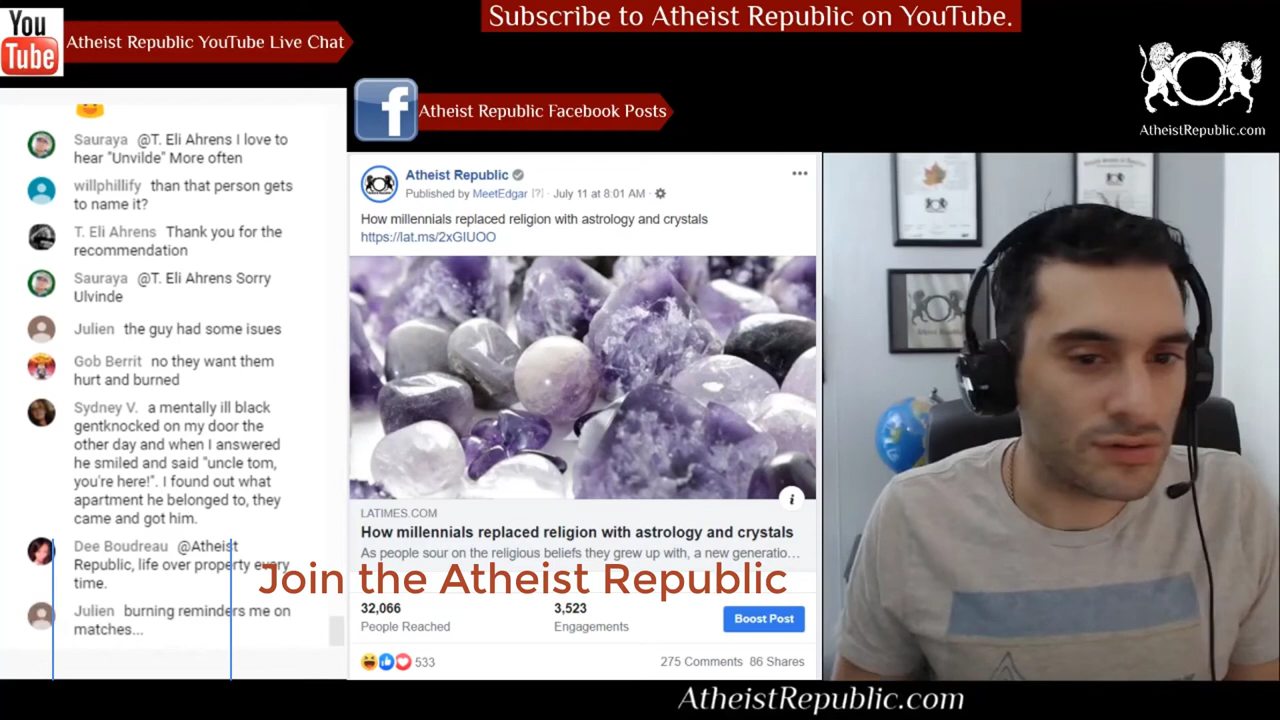 Subscribe to Atheist Republic on YouTube.
You
Tube
Atheist Republic YouTube Live Chat
AtheistRepublic.com
f
Atheist Republic Facebook Posts
Sauraya @T. Eli Ahrens I love to
hear "Unvilde" More often
willphillify than that person gets
to name it?
T. Eli Ahrens Thank you for the
recommendation
Sauraya @T. Eli Ahrens Sorry
Ulvinde
Julien the guy had some isues
Gob Berrit no they want them
hurt and burned
Sydney V. a mentally ill black
gentknocked on my door the
other day and when I answered
he smiled and said "uncle tom,
you're here!". I found out what
apartment he belonged to, they
came and got him.
Dee Boudreau @Atheist
Republic, life over property every
time.
Julien burning reminders me on
matches...
Atheist Republic
Published by MeetEdgar [?] · July 11 at 8:01 AM ·
How millennials replaced religion with astrology and crystals
https://lat.ms/2xGIUOO
i
LATIMES.COM
How millennials replaced religion with astrology and crystals
As people sour on the religious beliefs they grew up with, a new generatio...
Join the Atheist Republic
32,066
People Reached
3,523
Engagements
Boost Post
533
275 Comments 86 Shares
Atheist Republic
AtheistRepublic.com